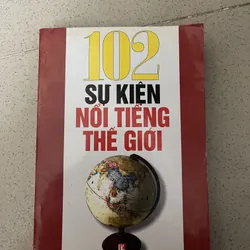 102
SỰ KIỆN
NỔI TIẾNG
THẾ GIỚI